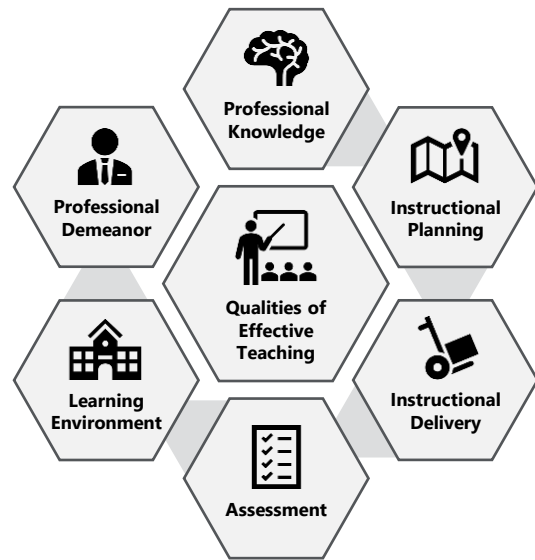 Professional
Knowledge
Instructional
Planning
Instructional
Delivery
Assessment
Learning
Environment
Professional
Demeanor
Qualities of
Effective
Teaching